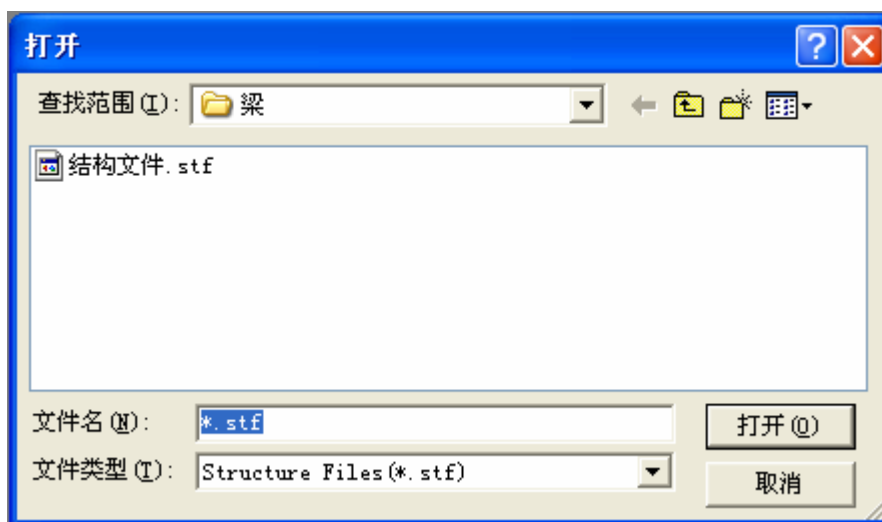 打开
查找范围(I): 梁
结构文件.stf
文件名(N): *.stf 打开(O)
文件类型(T): Structure Files(*.stf) 取消